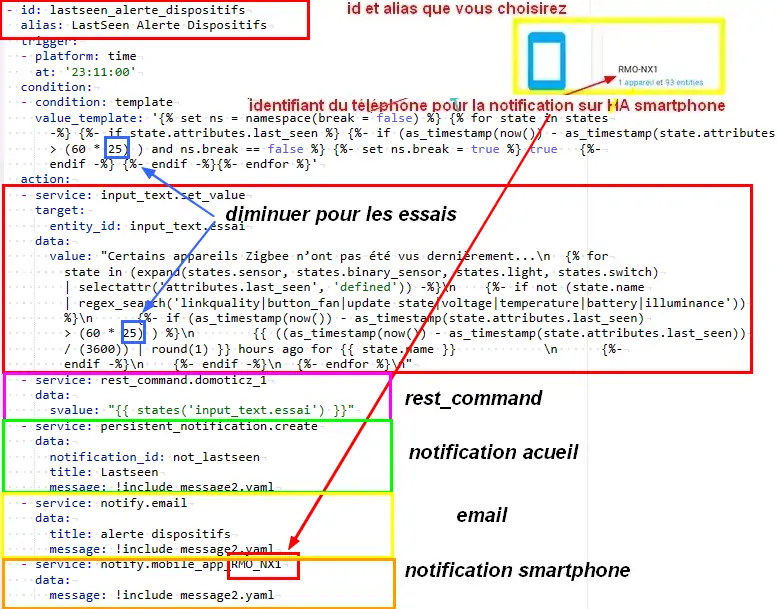 - id: lastseen_alerte_dispositifs
id et alias que vous choisirez
alias: LastSeen Alerte Dispositifs
trigger:
- platform: time
at: '23:11:00'
RMO-NX1
1 appareil et 93 entities
condition:
- condition: template
identifiant du téléphone pour la notification sur HA smartphone
value_template: '{% set ns = namespace(break = false) %} {% for state in states
-%} {%- if state.attributes.last_seen %} {%- if (as_timestamp(now()) - as_timestamp(state.attributes
> (60 * 25) ) and ns.break == false %} {%- set ns.break = true %} true {%-
endif -%} {%- endif -%}{%- endfor %}'
action:
- service: input_text.set_value
target:
diminuer pour les essais
entity_id: input_text.essai
data:
value: "Certains appareils Zigbee n’ont pas été vus dernièrement...\n {% for
state in (expand(states.sensor, states.binary_sensor, states.light, states.switch)
| selectattr('attributes.last_seen', 'defined')) -%}\n {%- if not (state.name
| regex_search('linkquality|button_fan|update state|voltage|temperature|battery|illuminance'))
%}\n {%- if (as_timestamp(now()) - as_timestamp(state.attributes.last_seen)
> (60 * 25) ) %}\n {{ ((as_timestamp(now()) - as_timestamp(state.attributes.last_seen))
/ (3600)) | round(1) }} hours ago for {{ state.name }} \n {%-
endif -%}\n {%- endif -%}\n {%- endfor %}\n"
- service: rest_command.domoticz_1
data:
rest_command
svalue: "{{ states('input_text.essai') }}"
- service: persistent_notification.create
data:
notification acueil
notification_id: not_lastseen
title: Lastseen
message: !include message2.yaml
- service: notify.email
email
data:
title: alerte dispositifs
message: !include message2.yaml
- service: notify.mobile_app_RMO_NX1
notification smartphone
data:
message: !include message2.yaml